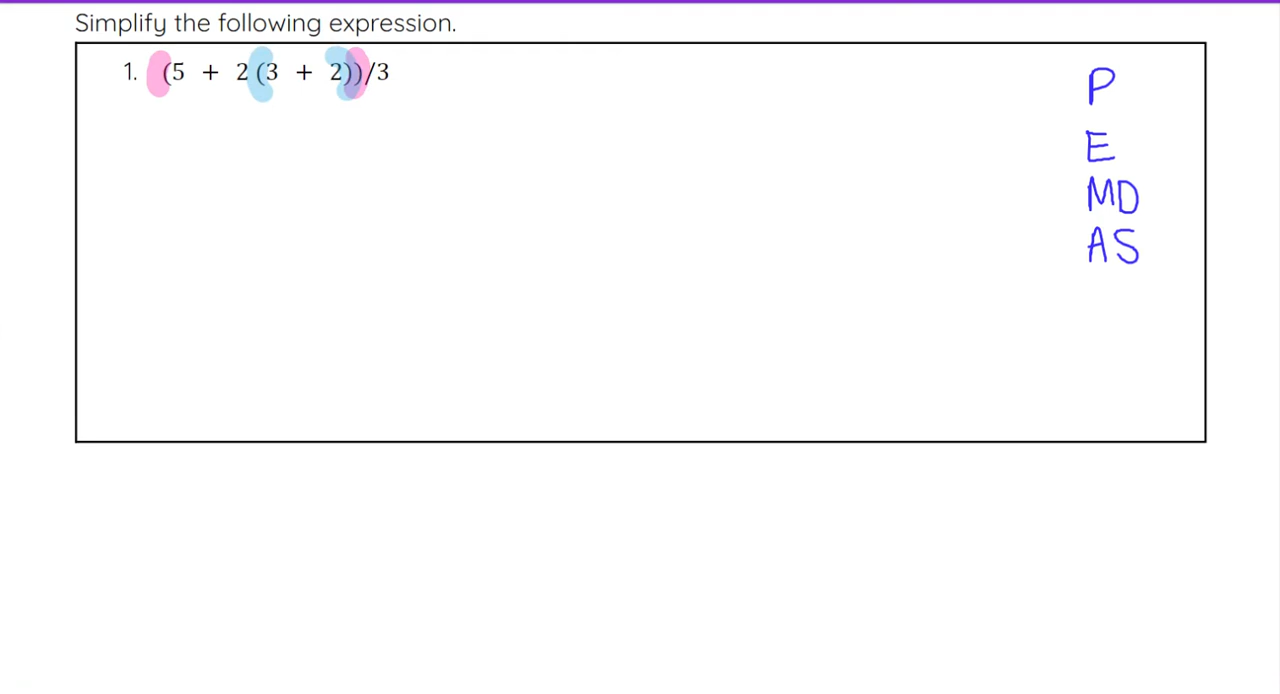 Simplify the following expression.
1. (5 + 2(3 + 2))/3
P
E
MD
AS